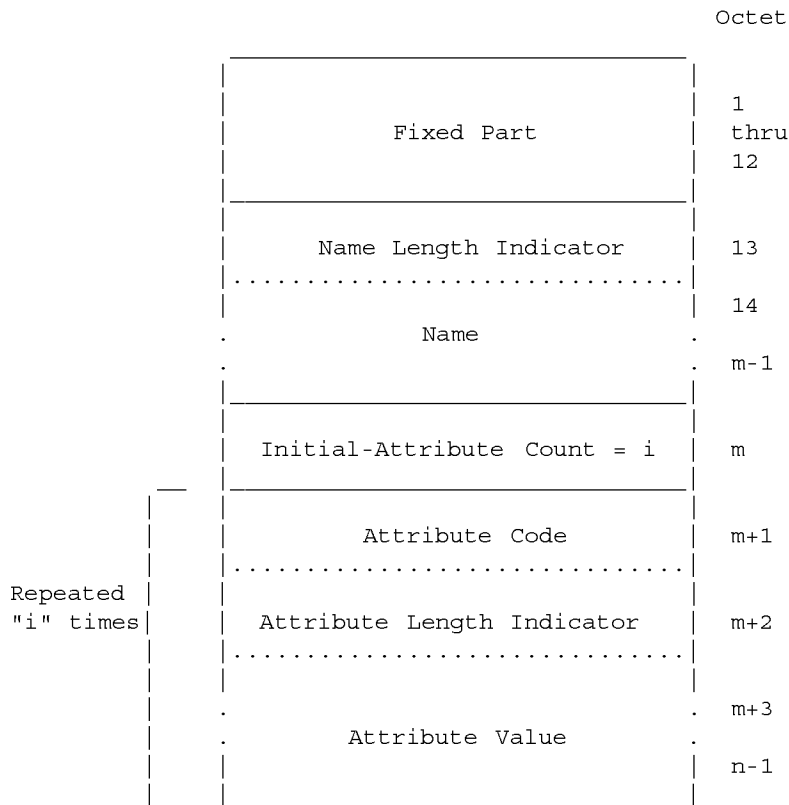 Octet
1
Fixed Part thru
12
Name Length Indicator 13
14
Name
m-1
Initial-Attribute Count = i m
Attribute Code m+1
Repeated
"i" times Attribute Length Indicator m+2
m+3
Attribute Value
n-1